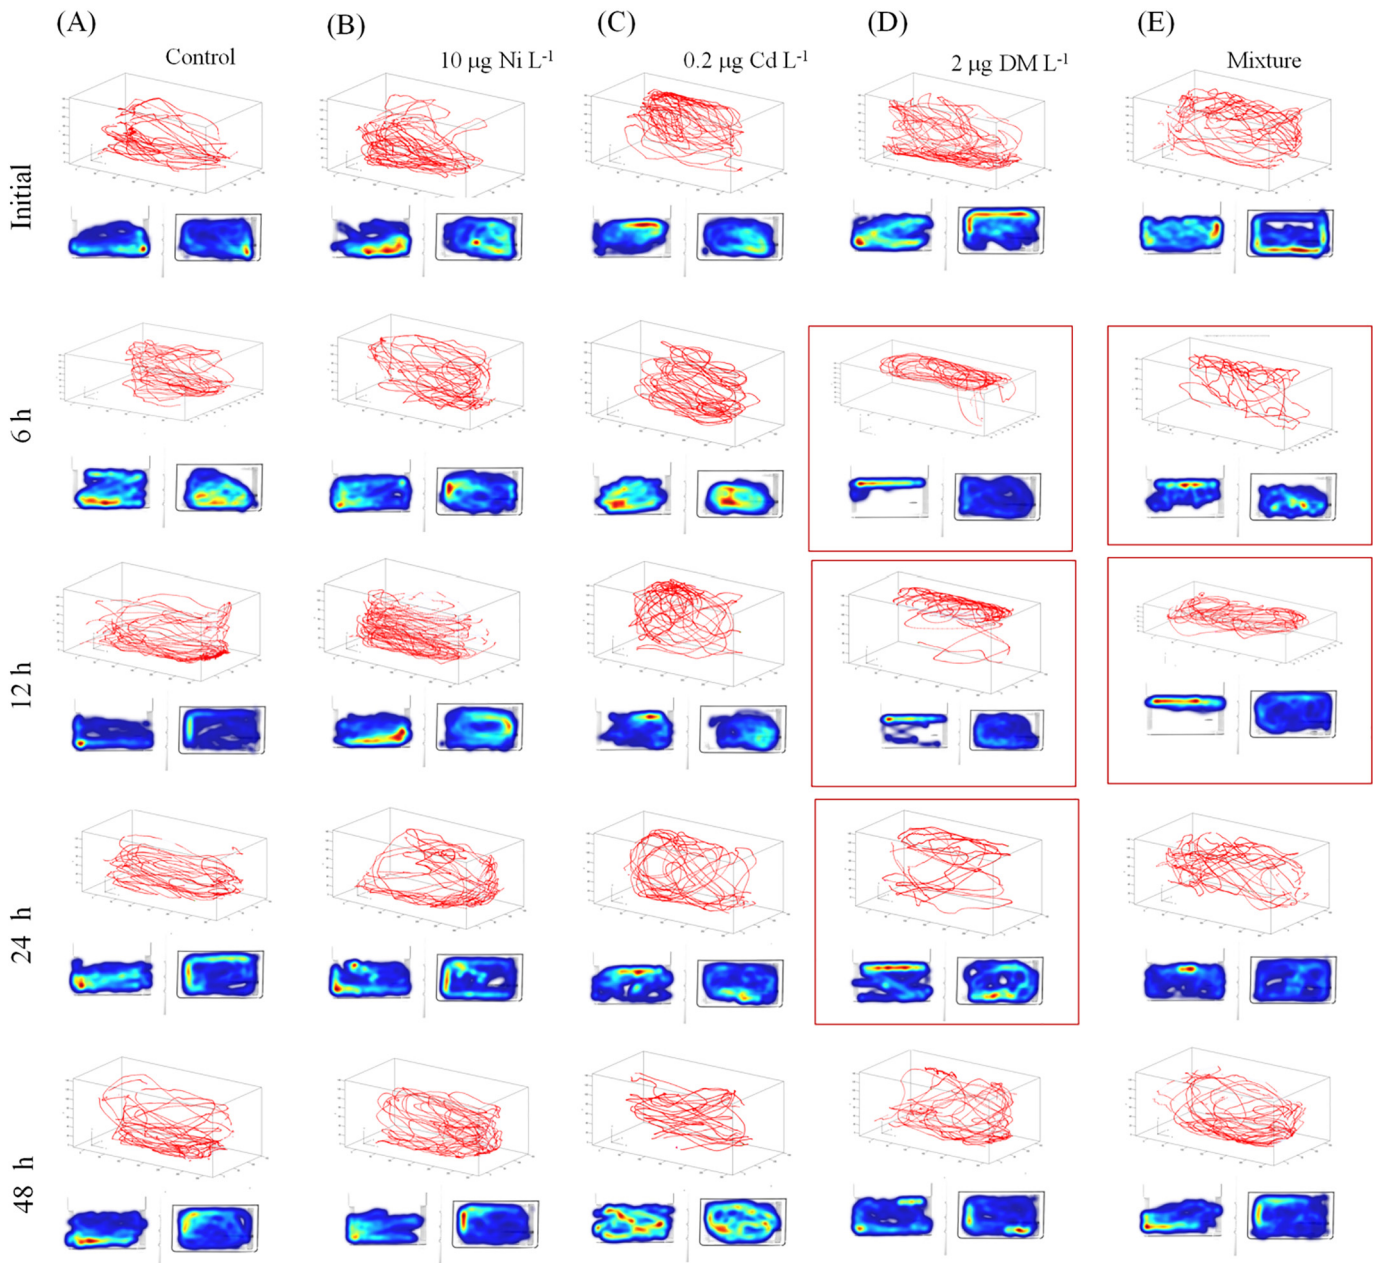 (A) (B) (C) (D) (E)
Control 10 μg Ni L-1 0.2 μg Cd L-1 2 μg DM L-1 Mixture
Initial
6 h
12 h
24 h
48 h